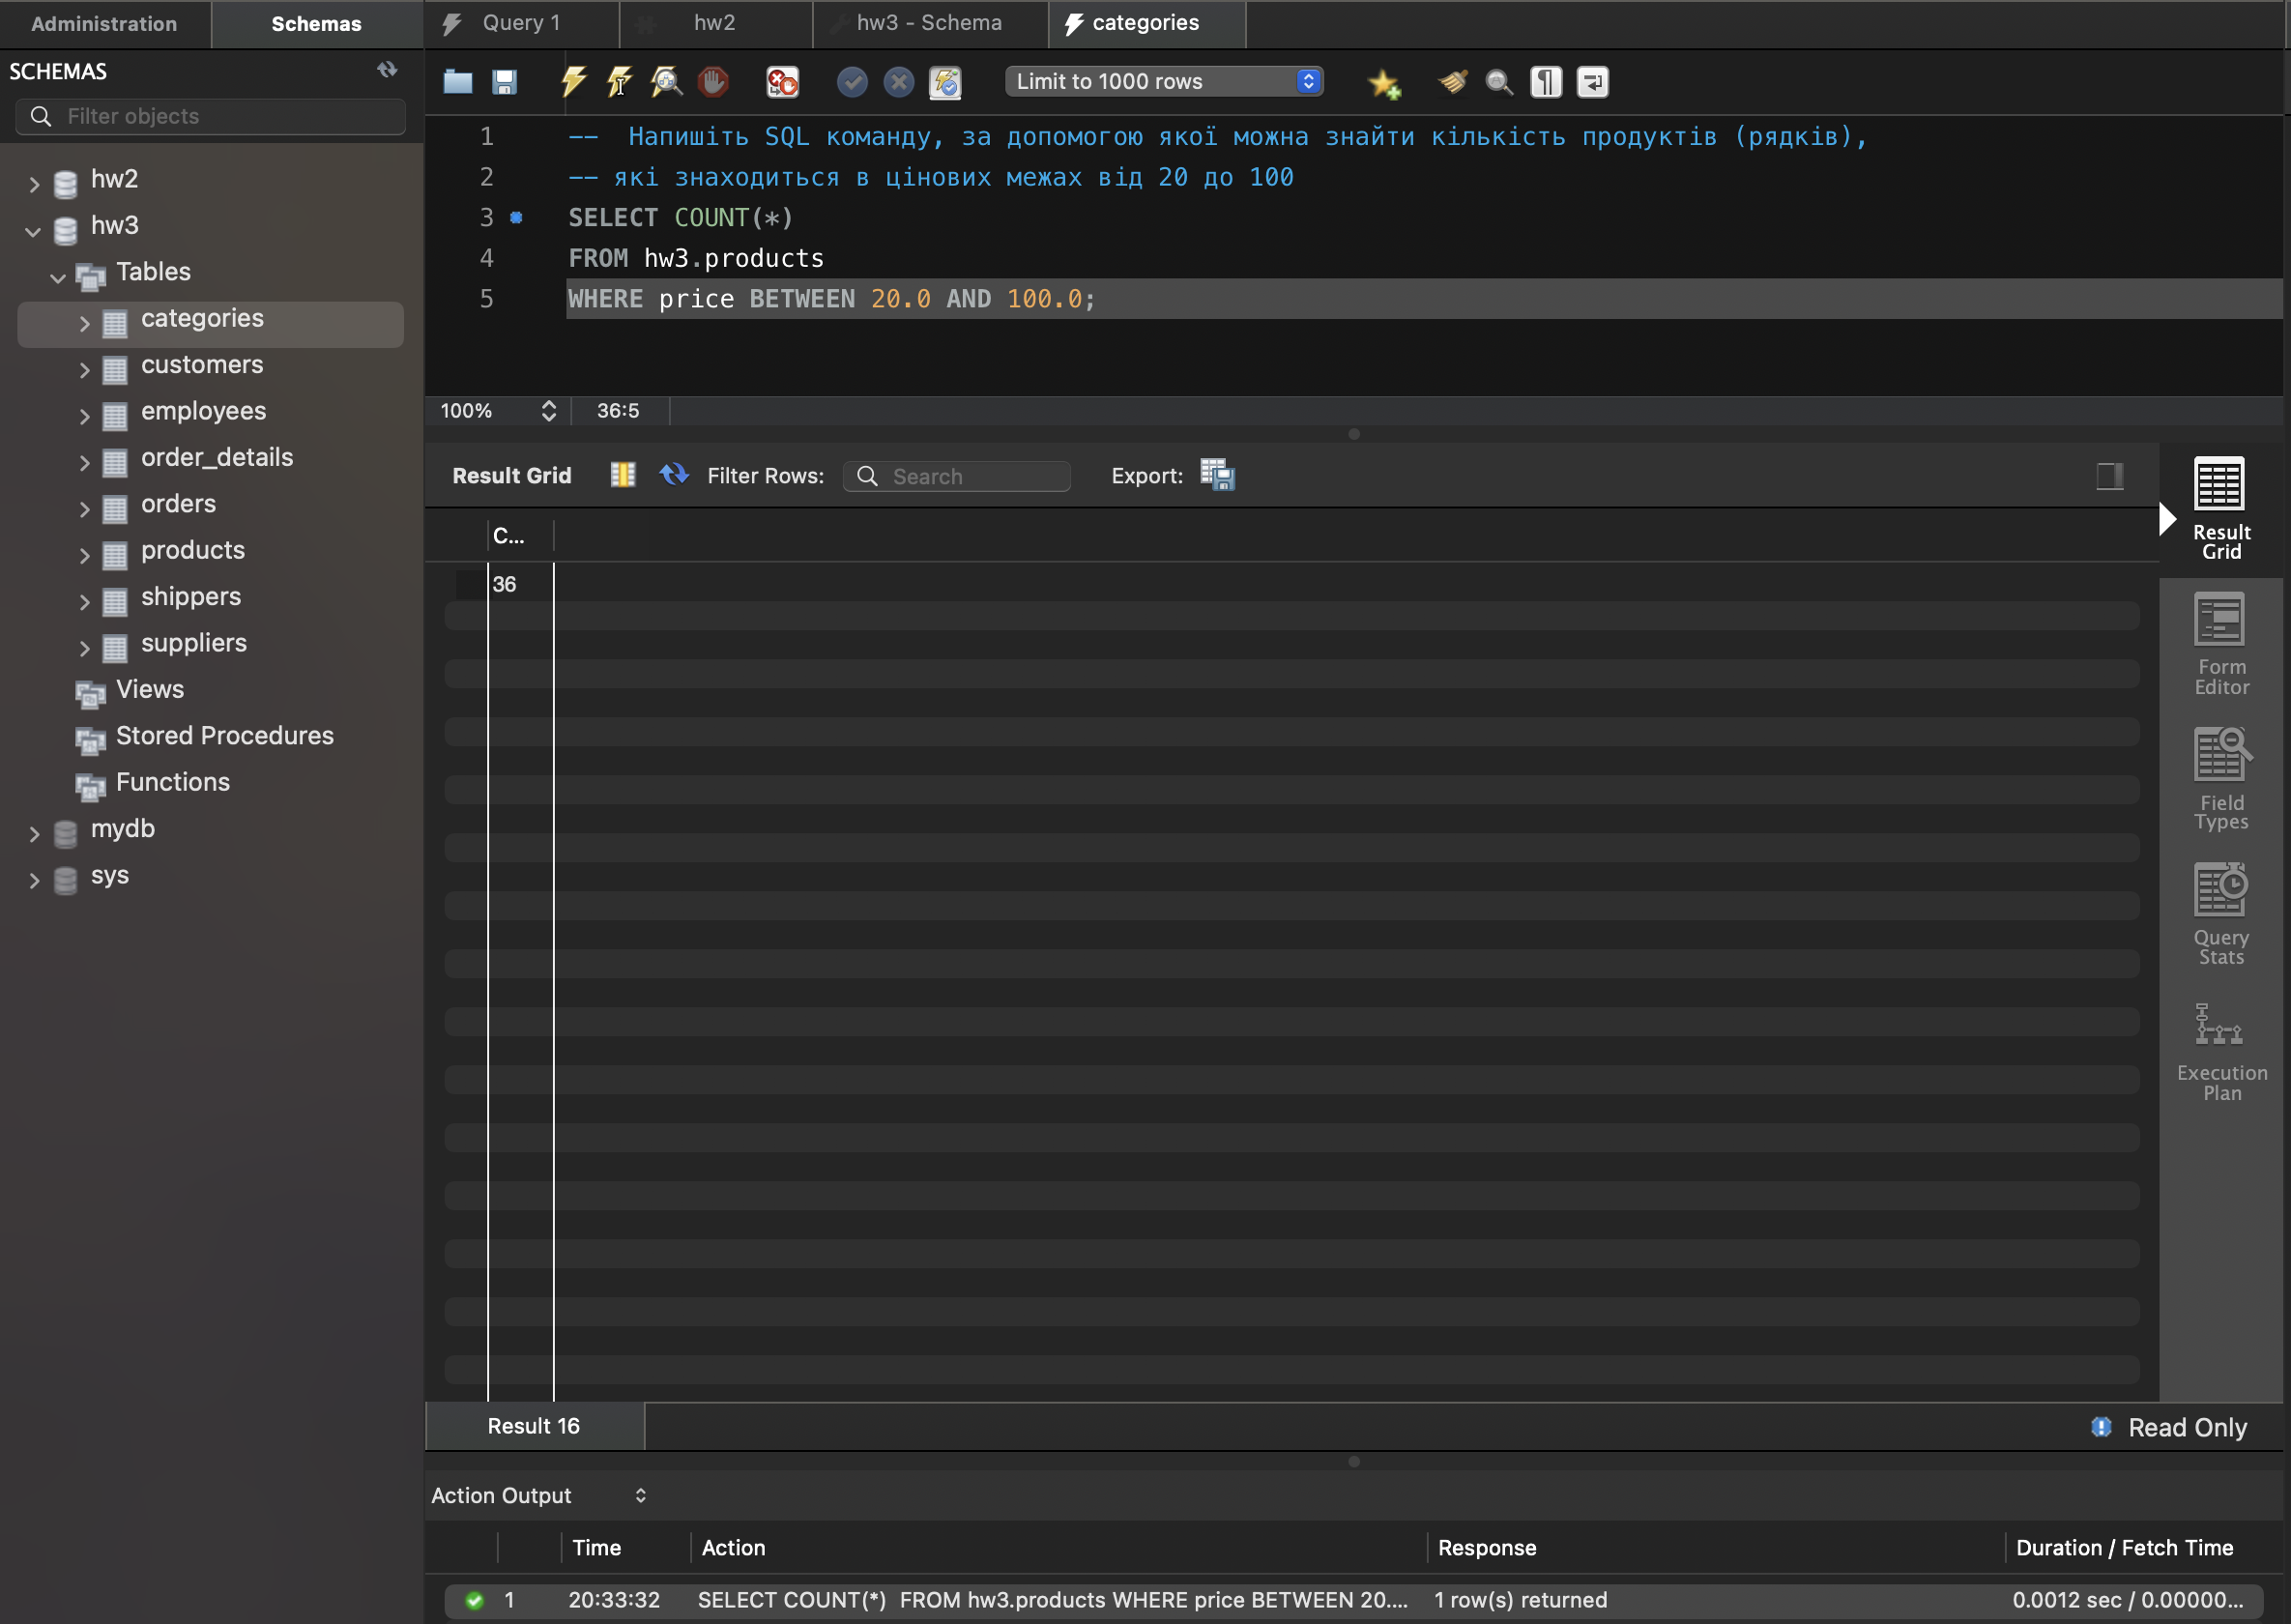 Administration
Schemas
Query 1
hw2
hw3 - Schema
categories
SCHEMAS
Filter objects
Limit to 1000 rows
hw2
hw3
Tables
categories
customers
employees
order_details
orders
products
shippers
suppliers
Views
Stored Procedures
Functions
mydb
sys
1 --  Напишіть SQL команду, за допомогою якої можна знайти кількість продуктів (рядків),
2 -- які знаходиться в цінових межах від 20 до 100
3 SELECT COUNT(*)
4 FROM hw3.products
5 WHERE price BETWEEN 20.0 AND 100.0;
100% 36:5
Result Grid Filter Rows: Search Export:
C...
36
Result
Grid
Form
Editor
Field
Types
Query
Stats
Execution
Plan
Result 16
Read Only
Action Output
Time Action Response Duration / Fetch Time
1 20:33:32 SELECT COUNT(*)  FROM hw3.products WHERE price BETWEEN 20.... 1 row(s) returned 0.0012 sec / 0.00000...